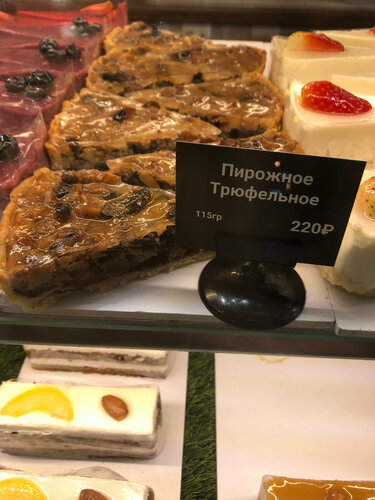 Пирожное
Трюфельное
115гр
220₽